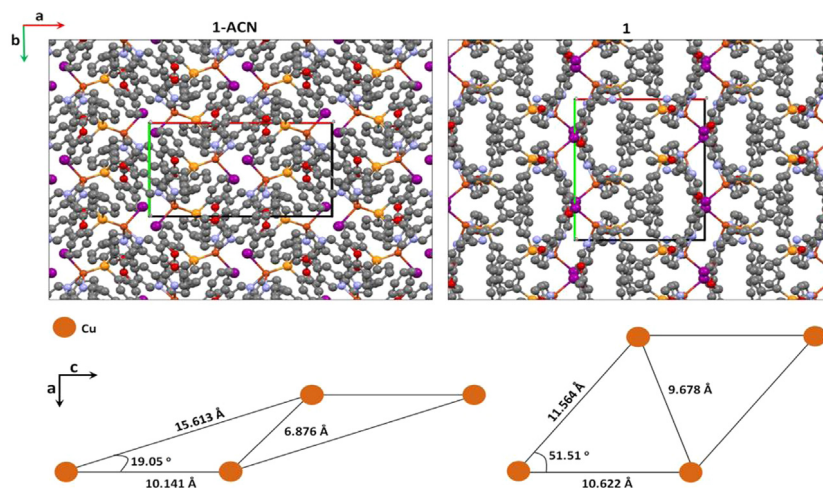 1-ACN
1
a
b
Cu
a
c
15.613 Å
6.876 Å
19.05 °
10.141 Å
11.564 Å
9.678 Å
51.51 °
10.622 Å